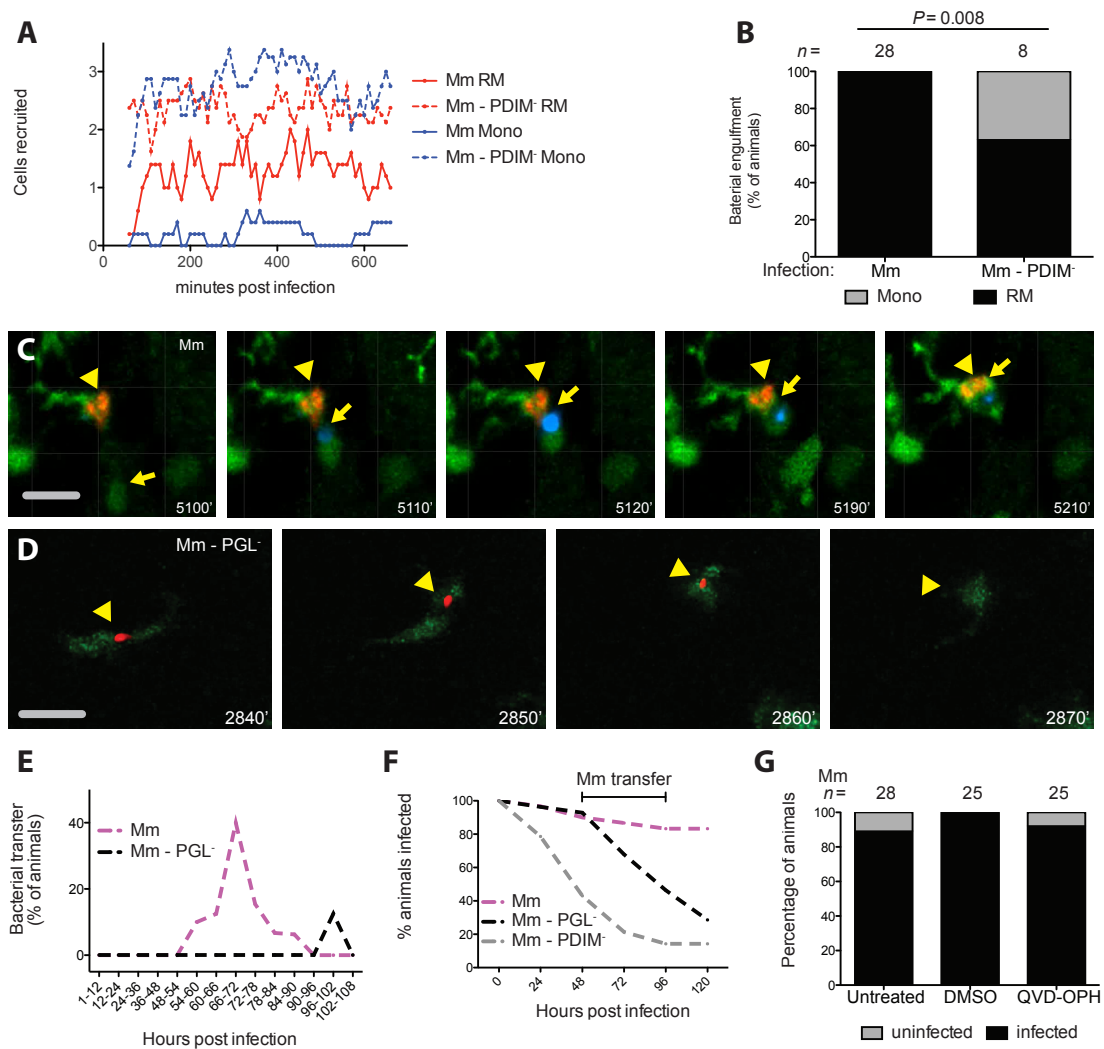 A
Cells recruited
3
2
1
0
0 200 400 600
minutes post infection
Mm RM
Mm - PDIM- RM
Mm Mono
Mm - PDIM- Mono
B
P = 0.008
n = 28 8
Baterial engulfment
(% of animals)
100
80
60
40
20
0
Infection: Mm Mm - PDIM-
Mono RM
C
Mm
5100’ 5110’ 5120’ 5190’ 5210’
D
Mm - PGL-
2840’ 2850’ 2860’ 2870’
E
Bacterial transfer
(% of animals)
40
20
0
Mm
Mm - PGL-
1-12 12-24 24-36 36-48 48-54 54-60 60-66 66-72 72-78 78-84 84-90 90-96 96-102 102-108
Hours post infection
F
Mm transfer
% animals infected
100
80
60
40
20
0
Mm
Mm - PGL-
Mm - PDIM-
0 24 48 72 96 120
Hours post infection
G
Mm
n = 28 25 25
Percentage of animals
100
80
60
40
20
0
Untreated DMSO QVD-OPH
uninfected infected